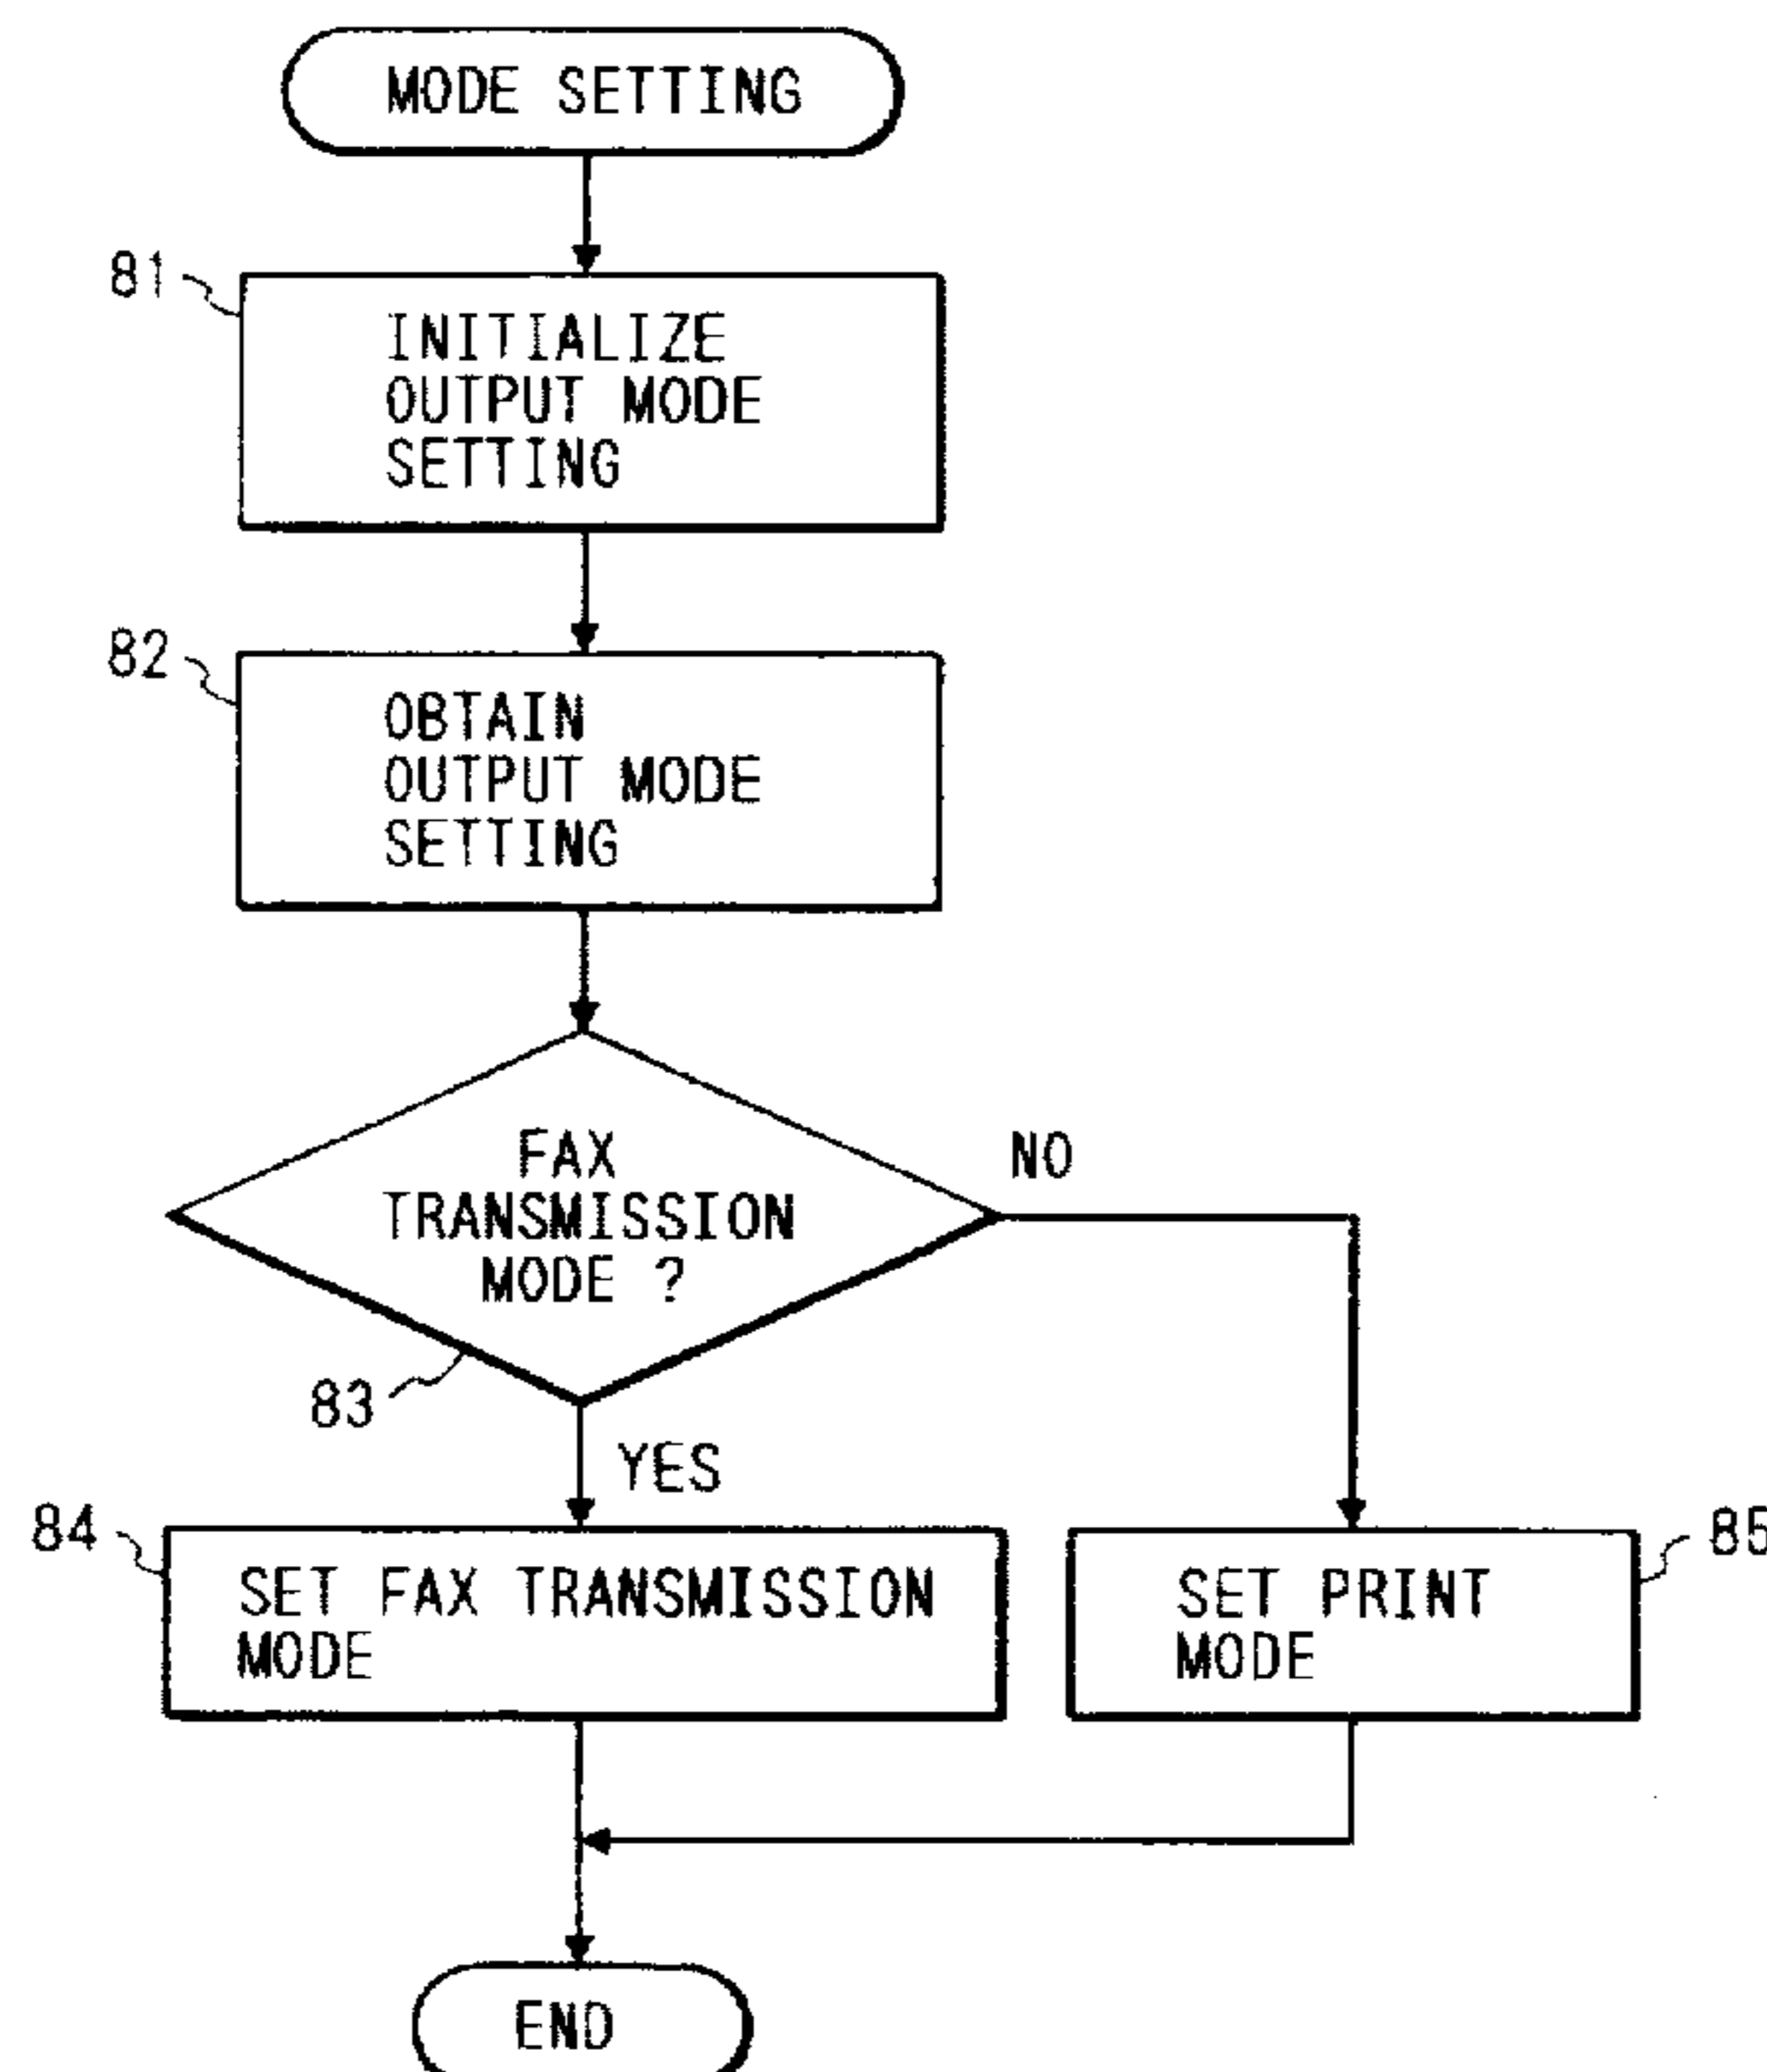 MODE SETTING
81
INITIALIZE
OUTPUT MODE
SETTING
82
OBTAIN
OUTPUT MODE
SETTING
FAX
TRANSMISSION
MODE ?
NO
83
YES
84
SET FAX TRANSMISSION
MODE
SET PRINT
MODE
85
END